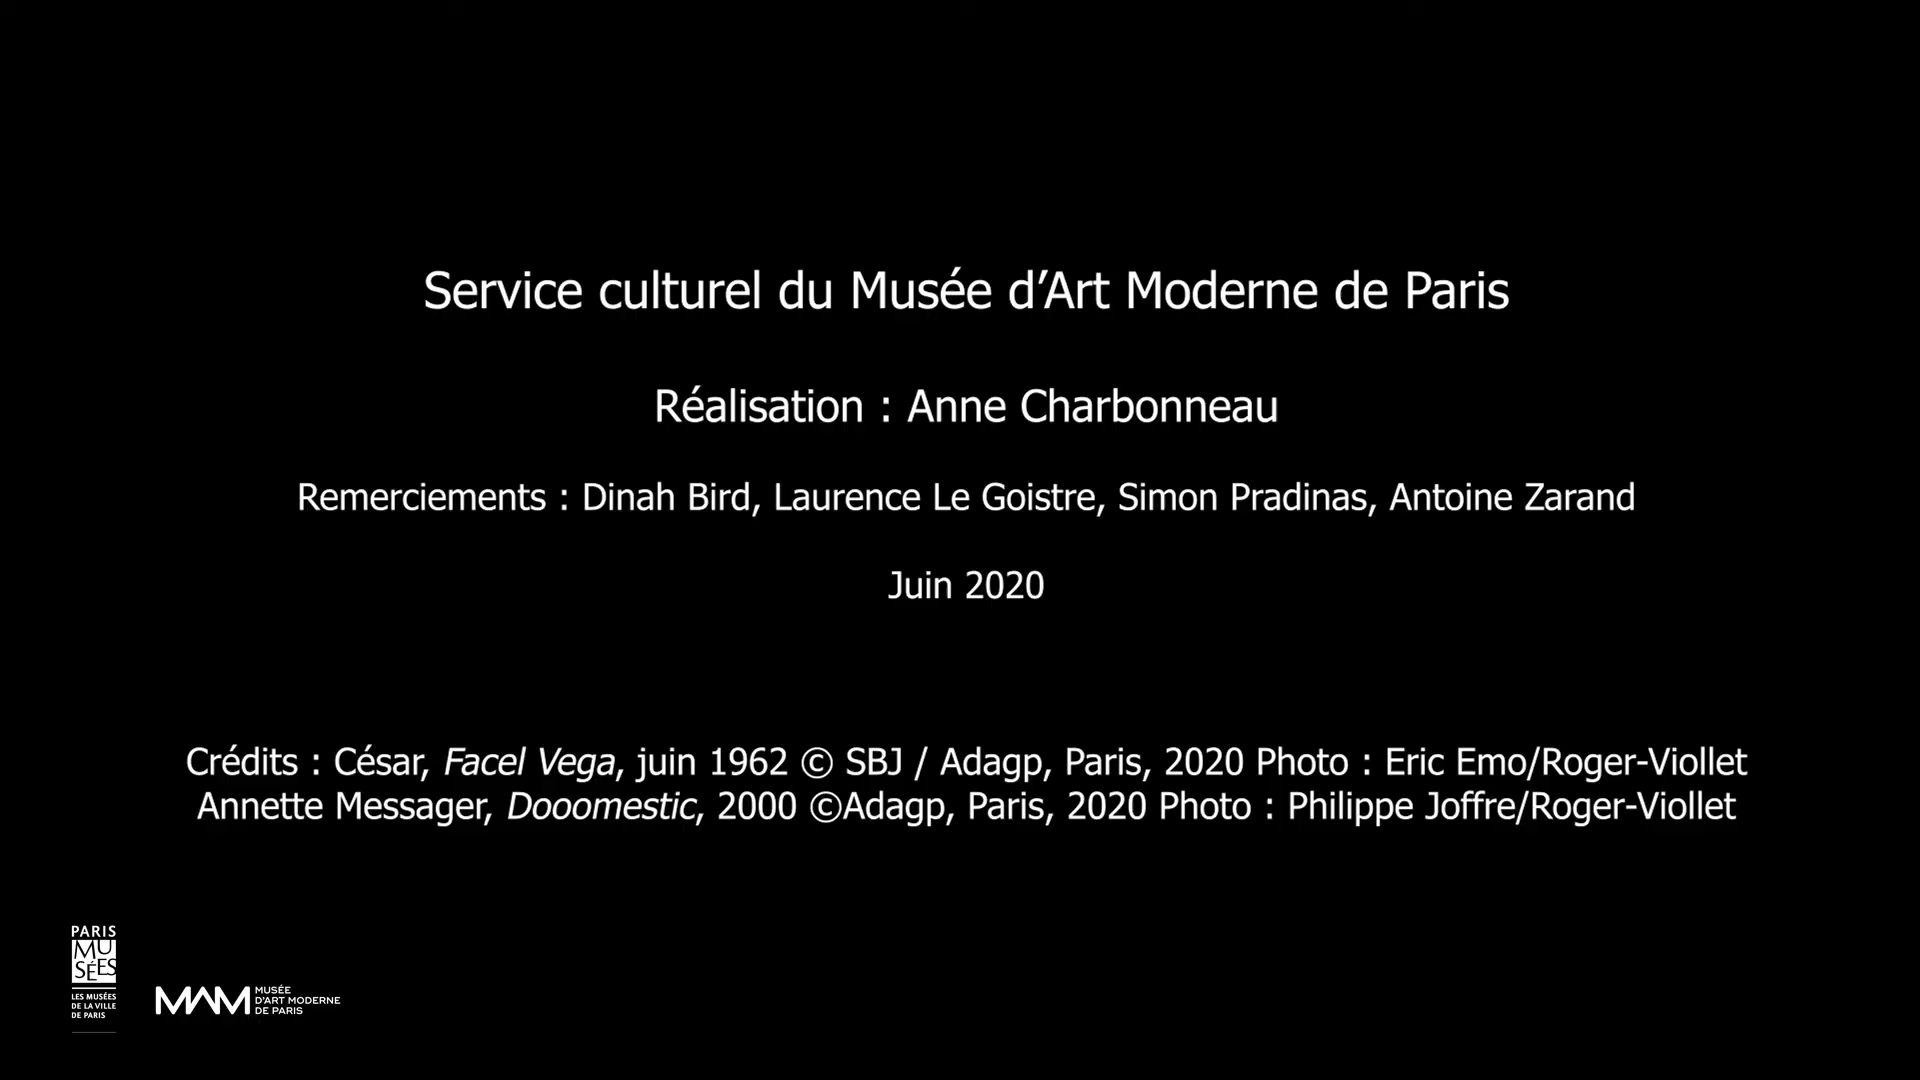 Service culturel du Musée d’Art Moderne de Paris
Réalisation : Anne Charbonneau
Remerciements : Dinah Bird, Laurence Le Goistre, Simon Pradinas, Antoine Zarand
Juin 2020
Crédits : César, Facel Vega, juin 1962 © SBJ / Adagp, Paris, 2020 Photo : Eric Emo/Roger-Viollet
Annette Messager, Dooomestic, 2000 ©Adagp, Paris, 2020 Photo : Philippe Joffre/Roger-Viollet
PARIS
MU
SÉES
LES MUSÉES
DE LA VILLE
DE PARIS
MAM
MUSÉE
D'ART MODERNE
DE PARIS